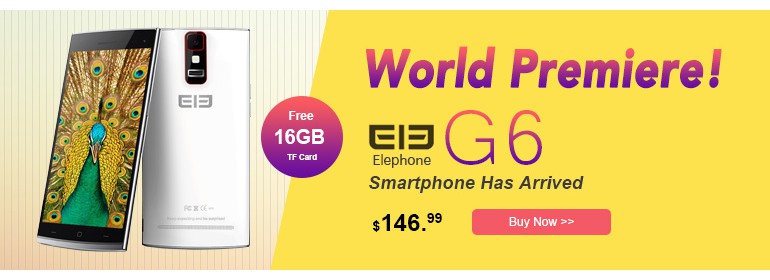 World Premiere!
Free
16GB
TF Card
Elephone
G6
Smartphone Has Arrived
$146.99
Buy Now >>